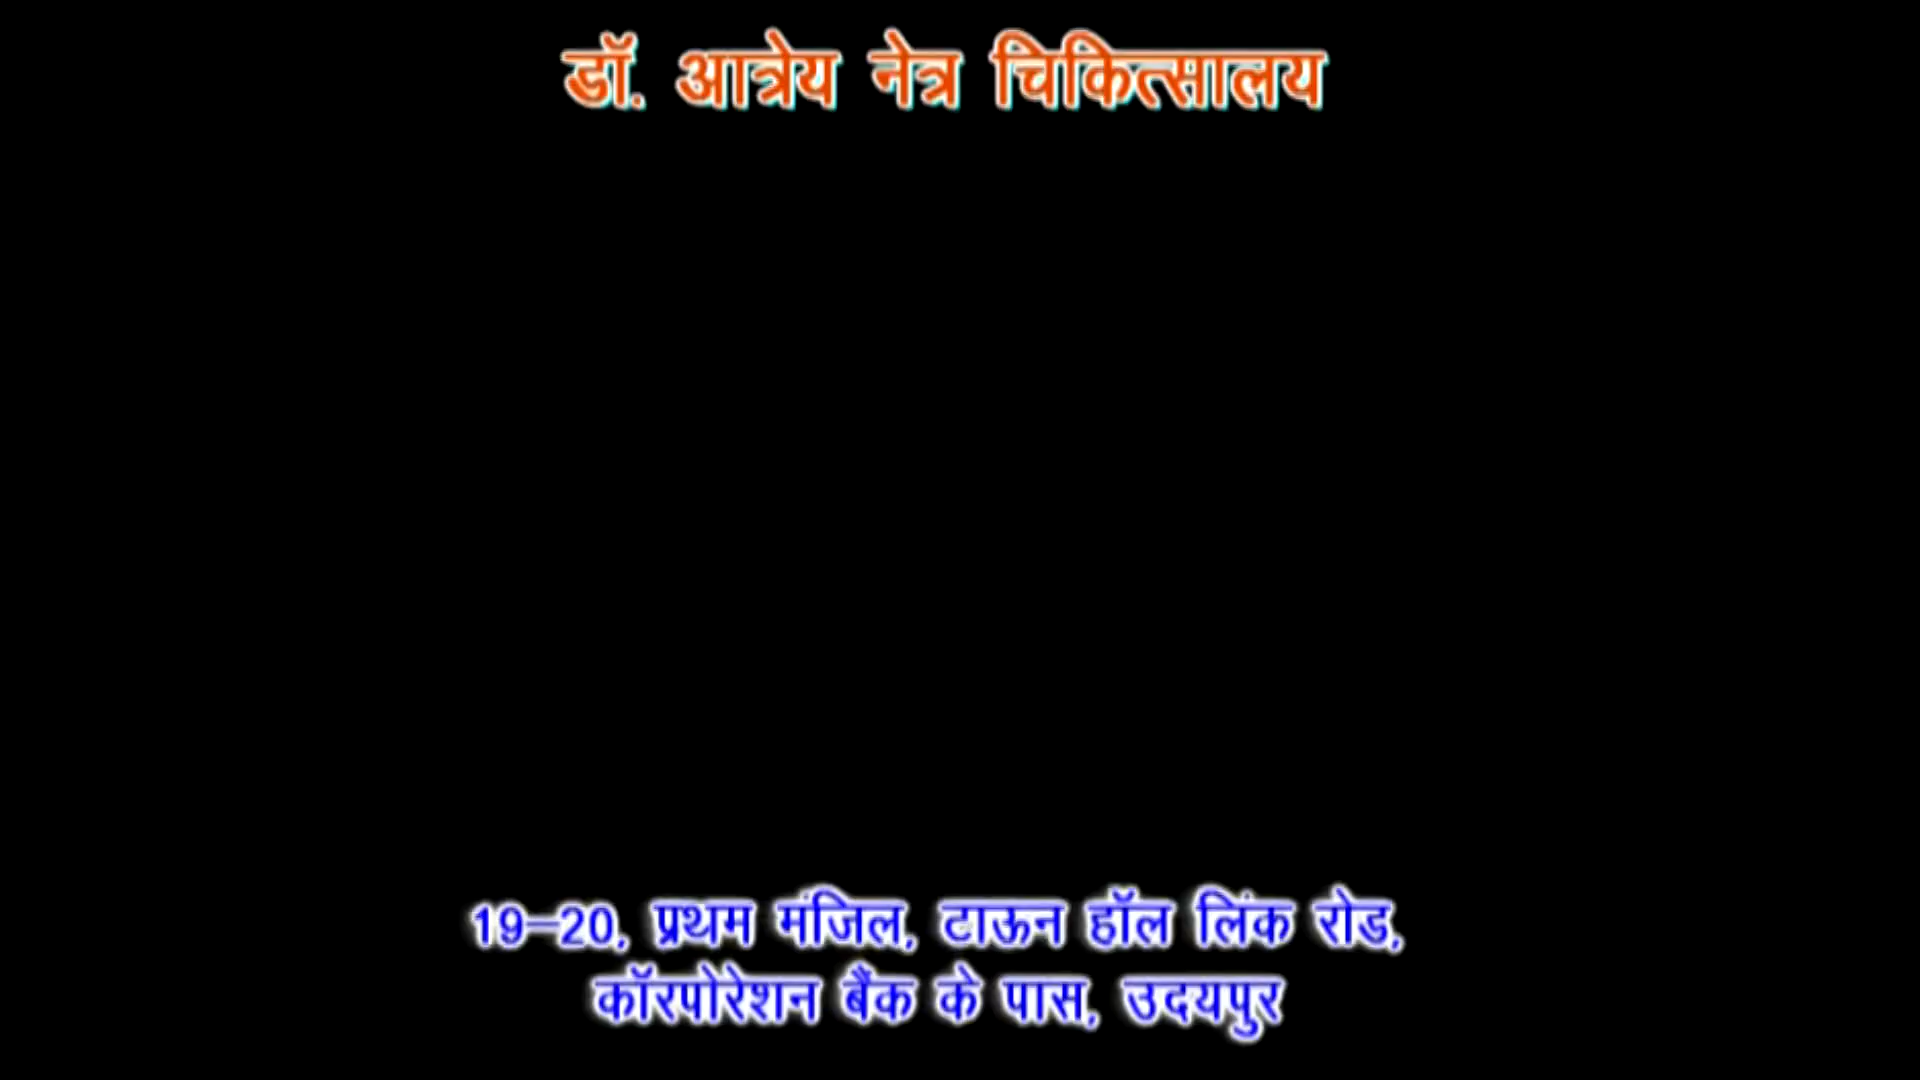 डॉ. आत्रेय नेत्र चिकित्सालय
19-20, प्रथम मंजिल, टाऊन हॉल लिंक रोड,
कॉरपोरेशन बैंक के पास, उदयपुर